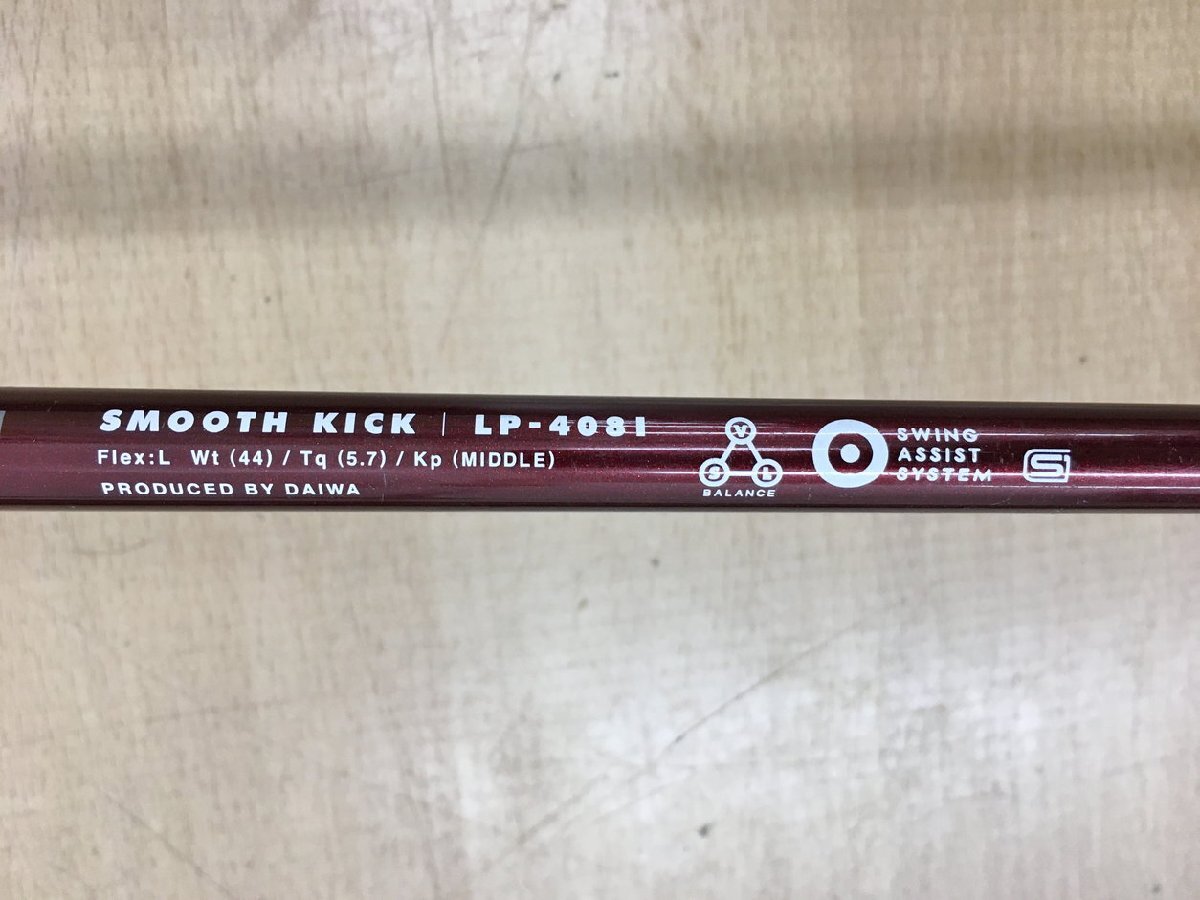 SMOOTH KICK | LP-408I
Flex:L Wt (44) / Tq (5.7) / Kp (MIDDLE)
PRODUCED BY DAIWA
V
S L
BALANCE
SWING
ASSIST
SYSTEM
Si